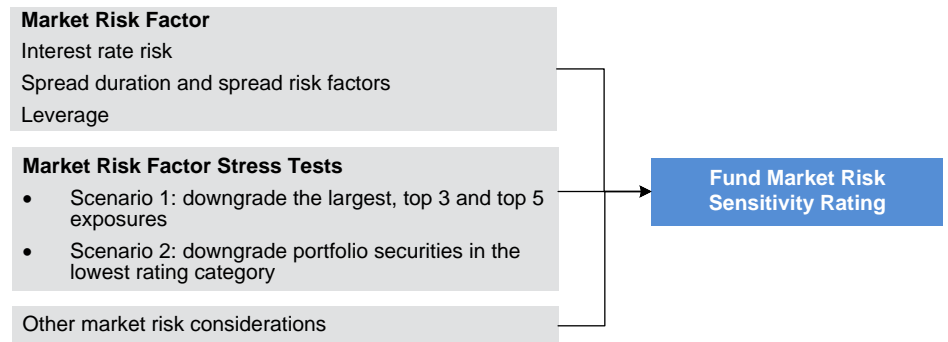 Market Risk Factor
Interest rate risk
Spread duration and spread risk factors
Leverage
Market Risk Factor Stress Tests
• Scenario 1: downgrade the largest, top 3 and top 5
exposures
• Scenario 2: downgrade portfolio securities in the
lowest rating category
Other market risk considerations
Fund Market Risk
Sensitivity Rating